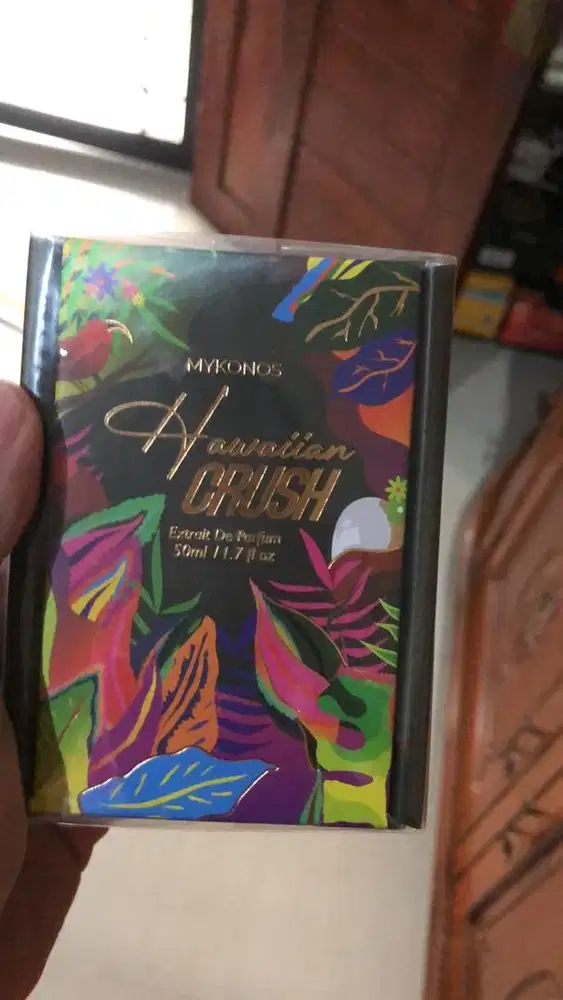 MYKONOS
Hawaiian
CRUSH
Extrait De Parfum
50ml / 1.7 fl oz